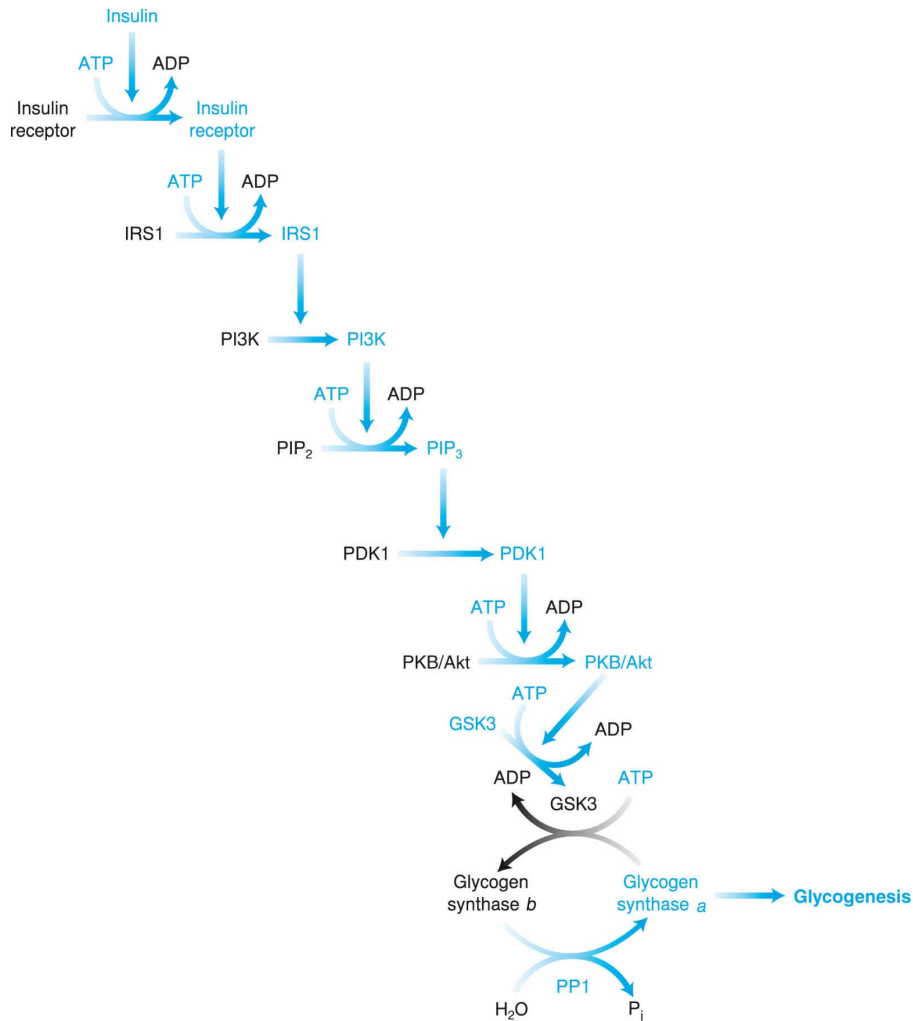 Insulin
ATP ADP
Insulin
receptor
Insulin
receptor
ATP ADP
IRS1 IRS1
PI3K PI3K
ATP ADP
PIP₂ PIP₃
PDK1 PDK1
ATP ADP
PKB/Akt PKB/Akt
ATP
GSK3 ADP
ADP GSK3 ATP
Glycogen
synthase b
Glycogen
synthase a
Glycogenesis
PP1
H₂O Pᵢ